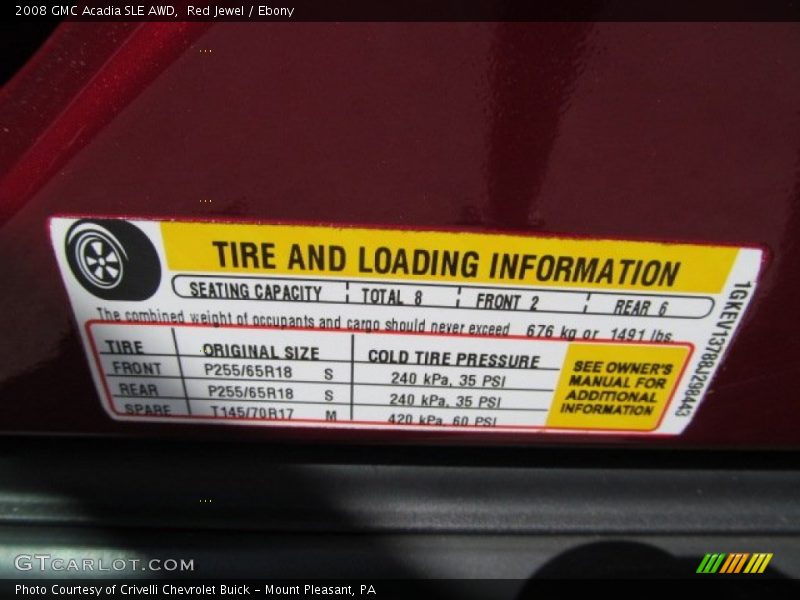 2008 GMC Acadia SLE AWD, Red Jewel / Ebony
TIRE AND LOADING INFORMATION
SEATING CAPACITY TOTAL 8 FRONT 2 REAR 6
The combined weight of occupants and cargo should never exceed 676 kg or 1491 lbs.
TIRE ORIGINAL SIZE COLD TIRE PRESSURE
FRONT P255/65R18 S 240 kPa, 35 PSI
REAR P255/65R18 S 240 kPa, 35 PSI
SPARE T145/70R17 M 420 kPa, 60 PSI
SEE OWNER'S
MANUAL FOR
ADDITIONAL
INFORMATION
1GKEV13788J298443
GTCARLOT.COM
Photo Courtesy of Crivelli Chevrolet Buick - Mount Pleasant, PA